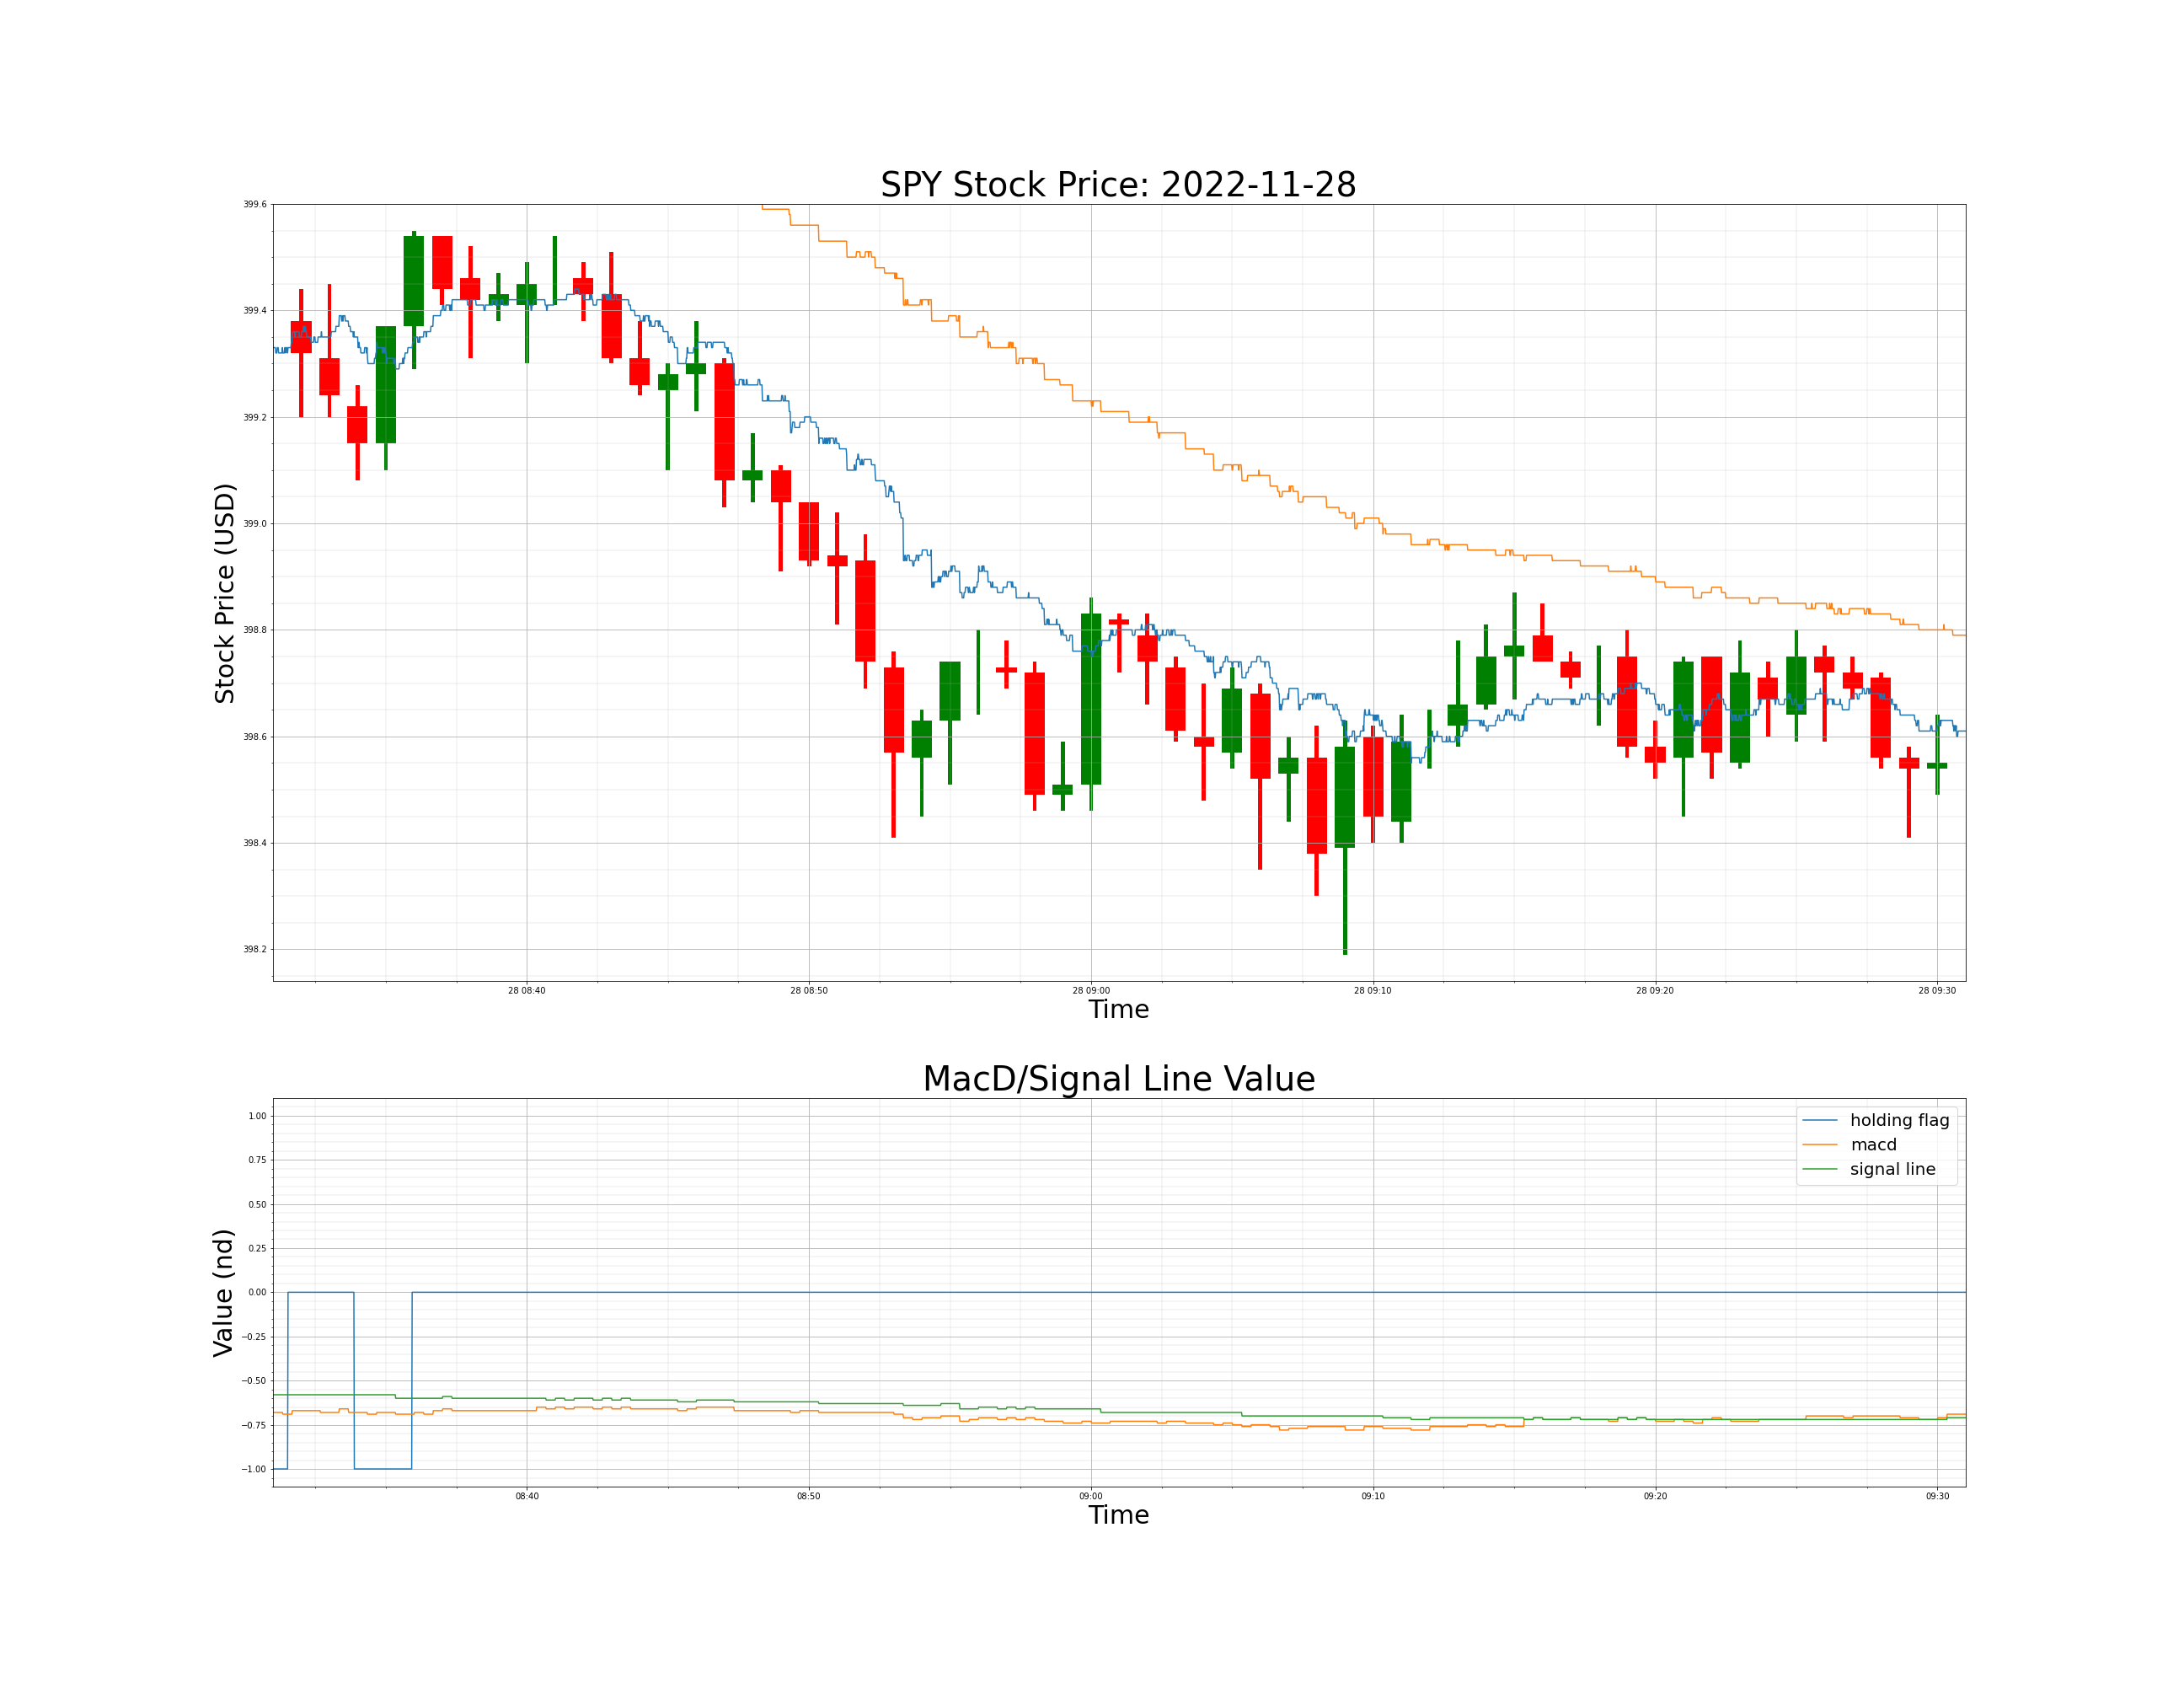 SPY Stock Price: 2022-11-28
399.6
399.4
399.2
399.0
398.8
398.6
398.4
398.2
Stock Price (USD)
28 08:40 28 08:50 28 09:00 28 09:10 28 09:20 28 09:30
Time
MacD/Signal Line Value
holding flag
macd
signal line
1.00
0.75
0.50
0.25
0.00
−0.25
−0.50
−0.75
−1.00
Value (nd)
08:40 08:50 09:00 09:10 09:20 09:30
Time